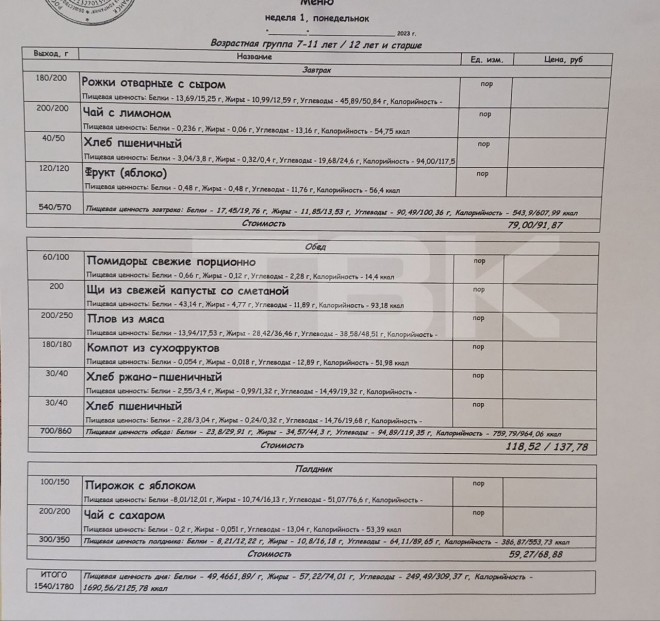 Меню
неделя 1, понедельнок
2023 г.
Возрастная группа 7-11 лет / 12 лет и старше
Выход, г Название Ед. изм. Цена, руб
Завтрак
180/200 Рожки отварные с сыром пор
Пищевая ценность: Белки - 13,69/15,25 г, Жиры - 10,99/12,59 г, Углеводы - 45,89/50,84 г, Калорийность -
200/200 Чай с лимоном пор
Пищевая ценность: Белки - 0,236 г, Жиры - 0,06 г, Углеводы - 13,16 г, Калорийность - 54,75 ккал
40/50 Хлеб пшеничный пор
Пищевая ценность: Белки - 3,04/3,8 г, Жиры - 0,32/0,4 г, Углеводы - 19,68/24,6 г, Калорийность - 94,00/117,5
120/120 Фрукт (яблоко) пор
Пищевая ценность: Белки - 0,48 г, Жиры - 0,48 г, Углеводы - 11,76 г, Калорийность - 56,4 ккал
540/570 Пищевая ценность завтрака: Белки - 17,45/19,76 г, Жиры - 11,85/13,53 г, Углеводы - 90,49/100,36 г, Калорийность - 543,9/607,99 ккал
Стоимость 79,00/91,87
Обед
60/100 Помидоры свежие порционно пор
Пищевая ценность: Белки - 0,66 г, Жиры - 0,12 г, Углеводы - 2,28 г, Калорийность - 14,4 ккал
200 Щи из свежей капусты со сметаной пор
Пищевая ценность: Белки - 43,14 г, Жиры - 4,77 г, Углеводы - 11,89 г, Калорийность - 93,18 ккал
200/250 Плов из мяса пор
Пищевая ценность: Белки - 13,94/17,53 г, Жиры - 28,42/36,46 г, Углеводы - 38,58/48,51 г, Калорийность -
180/180 Компот из сухофруктов пор
Пищевая ценность: Белки - 0,054 г, Жиры - 0,018 г, Углеводы - 12,89 г, Калорийность - 51,98 ккал
30/40 Хлеб ржано-пшеничный пор
Пищевая ценность: Белки - 2,55/3,4 г, Жиры - 0,99/1,32 г, Углеводы - 14,49/19,32 г, Калорийность -
30/40 Хлеб пшеничный пор
Пищевая ценность: Белки - 2,28/3,04 г, Жиры - 0,24/0,32 г, Углеводы - 14,76/19,68 г, Калорийность -
700/860 Пищевая ценность обеда: Белки - 23,8/29,91 г, Жиры - 34,57/44,3 г, Углеводы - 94,89/119,35 г, Калорийность - 759,79/964,06 ккал
Стоимость 118,52 / 137,78
Полдник
100/150 Пирожок с яблоком пор
Пищевая ценность: Белки -8,01/12,01 г, Жиры - 10,74/16,13 г, Углеводы - 51,07/76,6 г, Калорийность -
200/200 Чай с сахаром пор
Пищевая ценность: Белки - 0,2 г, Жиры - 0,051 г, Углеводы - 13,04 г, Калорийность - 53,39 ккал
300/350 Пищевая ценность полдника: Белки - 8,21/12,22 г, Жиры - 10,8/16,18 г, Углеводы - 64,11/89,65 г, Калорийность - 386,87/553,73 ккал
Стоимость 59,27/68,88
ИТОГО Пищевая ценность дня: Белки - 49,4661,89/ г, Жиры - 57,22/74,01 г, Углеводы - 249,49/309,37 г, Калорийность -
1540/1780 1690,56/2125,78 ккал
ТВК